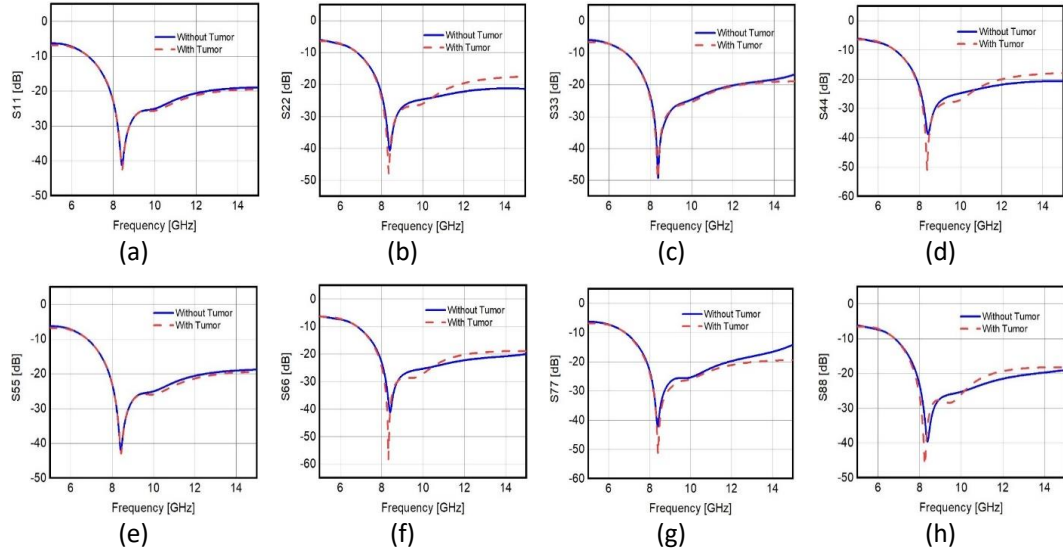 0
-10
-20
-30
-40
-50
S11 [dB]
Without Tumor
With Tumor
6 8 10 12 14
Frequency [GHz]
(a)
0
-10
-20
-30
-40
-50
S22 [dB]
Without Tumor
With Tumor
6 8 10 12 14
Frequency [GHz]
(b)
0
-10
-20
-30
-40
-50
S33 [dB]
Without Tumor
With Tumor
6 8 10 12 14
Frequency [GHz]
(c)
0
-10
-20
-30
-40
-50
-60
S44 [dB]
Without Tumor
With Tumor
6 8 10 12 14
Frequency [GHz]
(d)
0
-10
-20
-30
-40
-50
S55 [dB]
Without Tumor
With Tumor
6 8 10 12 14
Frequency [GHz]
(e)
0
-10
-20
-30
-40
-50
-60
S66 [dB]
Without Tumor
With Tumor
6 8 10 12 14
Frequency [GHz]
(f)
0
-10
-20
-30
-40
-50
-60
S77 [dB]
Without Tumor
With Tumor
6 8 10 12 14
Frequency [GHz]
(g)
0
-10
-20
-30
-40
-50
S88 [dB]
Without Tumor
With Tumor
6 8 10 12 14
Frequency [GHz]
(h)